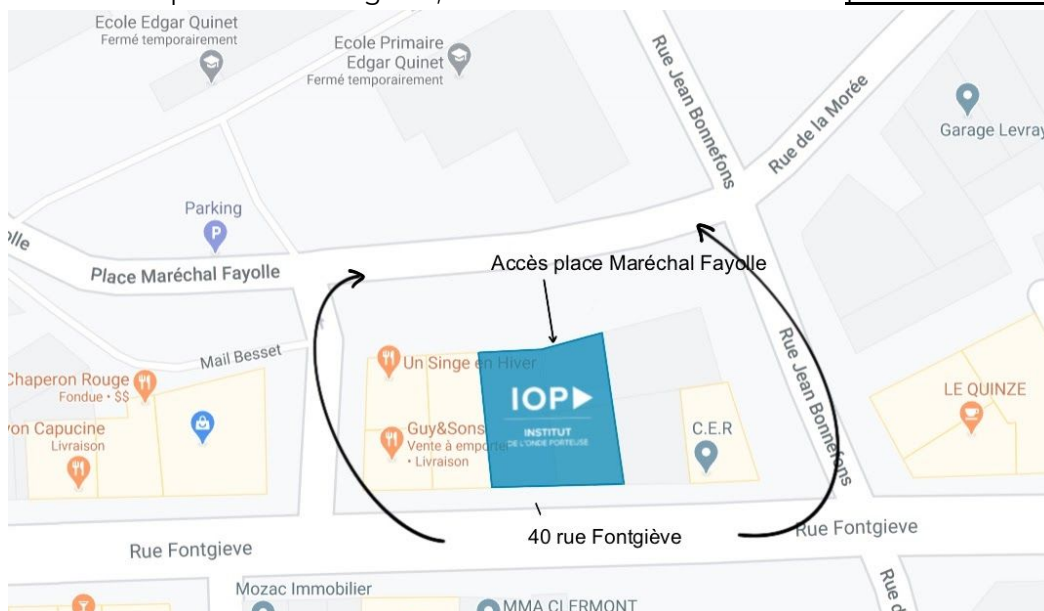 Ecole Edgar Quinet
Fermé temporairement
Ecole Primaire
Edgar Quinet
Fermé temporairement
Rue Jean Bonnefons
Rue de la Morée
Garage Levray
Parking
P
Place Maréchal Fayolle
Accès place Maréchal Fayolle
Mail Besset
Un Singe en Hiver
Chaperon Rouge
Fondue • $$
IOP
INSTITUT
DE L'ONDE PORTEUSE
Guy&Sons
Vente à emporter
• Livraison
C.E.R
Rue Jean Bonnefons
LE QUINZE
yon Capucine
Livraison
40 rue Fontgiève
Rue Fontgieve
Rue Fontgieve
Mozac Immobilier
MMA CLERMONT
Rue d